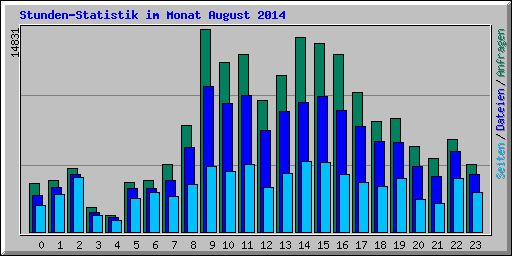 Stunden-Statistik im Monat August 2014
14831
Seiten / Dateien / Anfragen
0 1 2 3 4 5 6 7 8 9 10 11 12 13 14 15 16 17 18 19 20 21 22 23